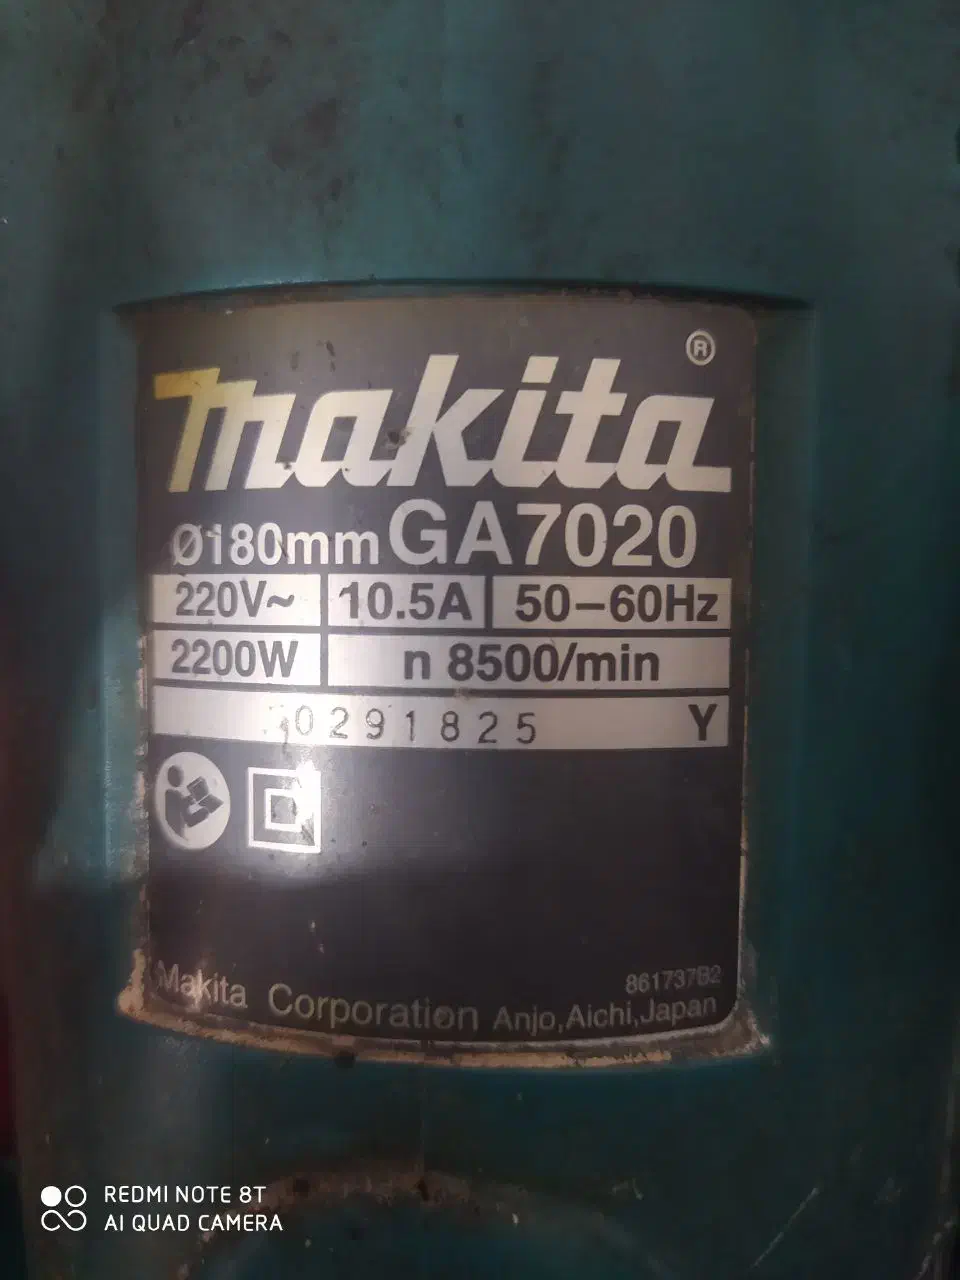 makita®
Ø180mm GA7020
220V~ 10.5A 50–60Hz
2200W n 8500/min
0291825 Y
861737B2
Makita Corporation Anjo,Aichi,Japan
REDMI NOTE 8T
AI QUAD CAMERA